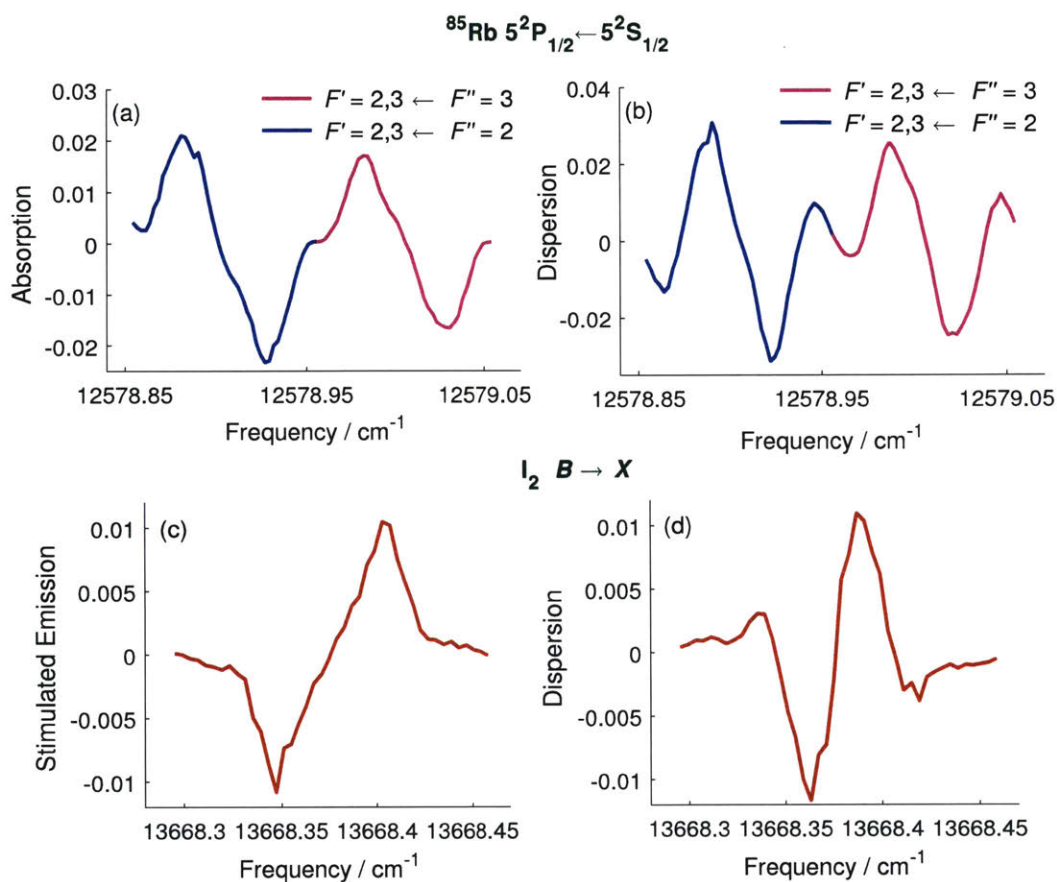 ⁸⁵Rb 5²P₁/₂←5²S₁/₂
(a)
F' = 2,3 ← F" = 3
F' = 2,3 ← F" = 2
0.03
0.02
0.01
0
-0.01
-0.02
Absorption
12578.85 12578.95 12579.05
Frequency / cm⁻¹
(b)
F' = 2,3 ← F" = 3
F' = 2,3 ← F" = 2
0.04
0.02
0
-0.02
Dispersion
12578.85 12578.95 12579.05
Frequency / cm⁻¹
I₂ B → X
(c)
0.01
0.005
0
-0.005
-0.01
Stimulated Emission
13668.3 13668.35 13668.4 13668.45
Frequency / cm⁻¹
(d)
0.01
0.005
0
-0.005
-0.01
Dispersion
13668.3 13668.35 13668.4 13668.45
Frequency / cm⁻¹